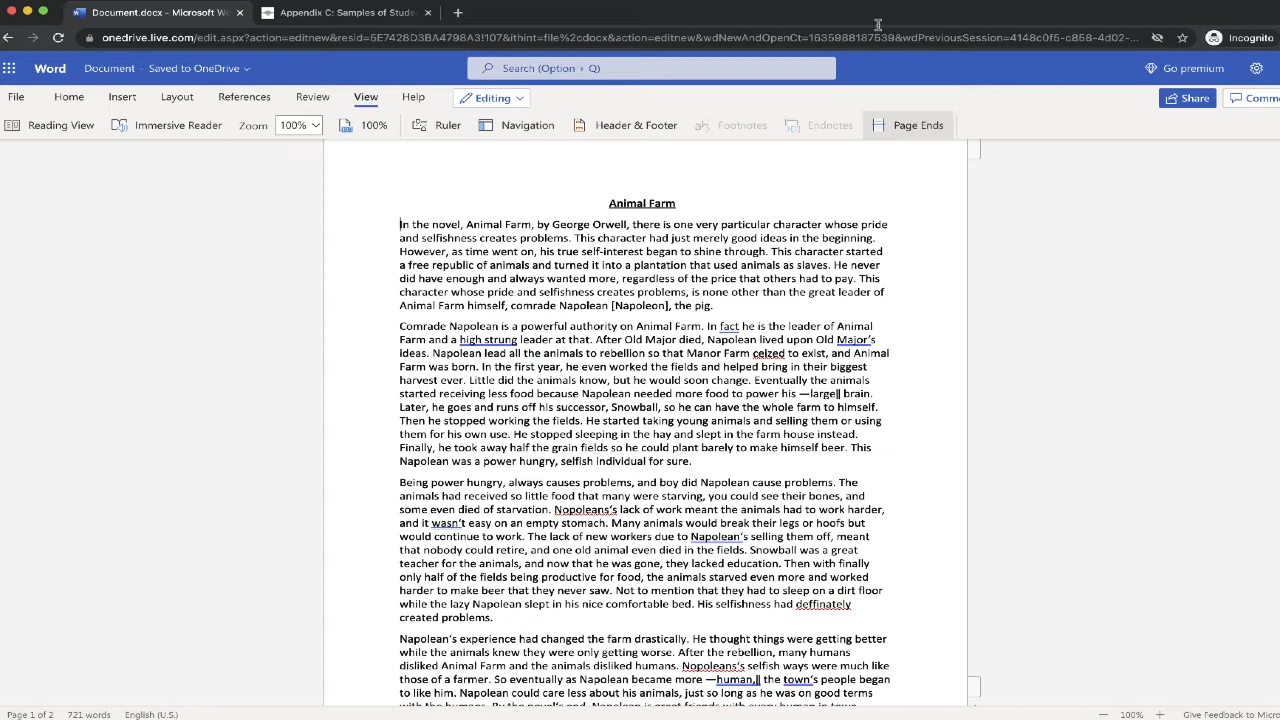 Document.docx - Microsoft Wo
Appendix C: Samples of Stude
onedrive.live.com/edit.aspx?action=editnew&resid=5E7428D3BA4798A3!107&ithint=file%2cdocx&action=editnew&wdNewAndOpenCt=1635988187539&wdPreviousSession=4148c0f5-c858-4d02-...
Incognito
Word
Document - Saved to OneDrive
Search (Option + Q)
Go premium
File Home Insert Layout References Review View Help Editing Share Comme
Reading View Immersive Reader Zoom 100% 100% Ruler Navigation Header & Footer Footnotes Endnotes Page Ends
Animal Farm
In the novel, Animal Farm, by George Orwell, there is one very particular character whose pride
and selfishness creates problems. This character had just merely good ideas in the beginning.
However, as time went on, his true self-interest began to shine through. This character started
a free republic of animals and turned it into a plantation that used animals as slaves. He never
did have enough and always wanted more, regardless of the price that others had to pay. This
character whose pride and selfishness creates problems, is none other than the great leader of
Animal Farm himself, comrade Napolean [Napoleon], the pig.
Comrade Napolean is a powerful authority on Animal Farm. In fact he is the leader of Animal
Farm and a high strung leader at that. After Old Major died, Napolean lived upon Old Major's
ideas. Napolean lead all the animals to rebellion so that Manor Farm ceized to exist, and Animal
Farm was born. In the first year, he even worked the fields and helped bring in their biggest
harvest ever. Little did the animals know, but he would soon change. Eventually the animals
started receiving less food because Napolean needed more food to power his ―large‖ brain.
Later, he goes and runs off his successor, Snowball, so he can have the whole farm to himself.
Then he stopped working the fields. He started taking young animals and selling them or using
them for his own use. He stopped sleeping in the hay and slept in the farm house instead.
Finally, he took away half the grain fields so he could plant barely to make himself beer. This
Napolean was a power hungry, selfish individual for sure.
Being power hungry, always causes problems, and boy did Napolean cause problems. The
animals had received so little food that many were starving, you could see their bones, and
some even died of starvation. Nopoleans's lack of work meant the animals had to work harder,
and it wasn't easy on an empty stomach. Many animals would break their legs or hoofs but
would continue to work. The lack of new workers due to Napolean's selling them off, meant
that nobody could retire, and one old animal even died in the fields. Snowball was a great
teacher for the animals, and now that he was gone, they lacked education. Then with finally
only half of the fields being productive for food, the animals starved even more and worked
harder to make beer that they never saw. Not to mention that they had to sleep on a dirt floor
while the lazy Napolean slept in his nice comfortable bed. His selfishness had deffinately
created problems.
Napolean's experience had changed the farm drastically. He thought things were getting better
while the animals knew they were only getting worse. After the rebellion, many humans
disliked Animal Farm and the animals disliked humans. Nopoleans's selfish ways were much like
those of a farmer. So eventually as Napolean became more ―human,‖ the town's people began
to like him. Napolean could care less about his animals, just so long as he was on good terms
with the humans. By the novel's end, Napolean is great friends with every human in town
Page 1 of 2 721 words English (U.S.) 100% Give Feedback to Micro